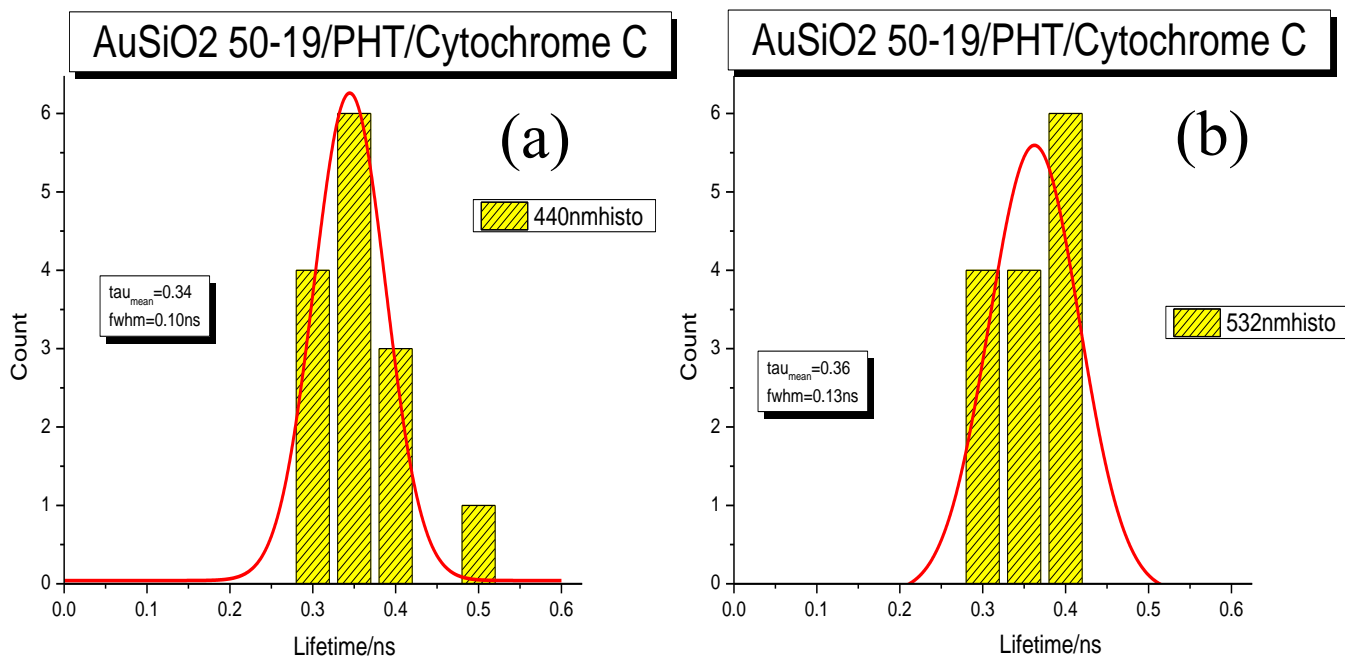 AuSiO2 50-19/PHT/Cytochrome C
(a)
440nmhisto
tau_mean=0.34
fwhm=0.10ns
Count
6
5
4
3
2
1
0
0.0 0.1 0.2 0.3 0.4 0.5 0.6
Lifetime/ns
AuSiO2 50-19/PHT/Cytochrome C
(b)
532nmhisto
tau_mean=0.36
fwhm=0.13ns
Count
6
5
4
3
2
1
0
0.0 0.1 0.2 0.3 0.4 0.5 0.6
Lifetime/ns